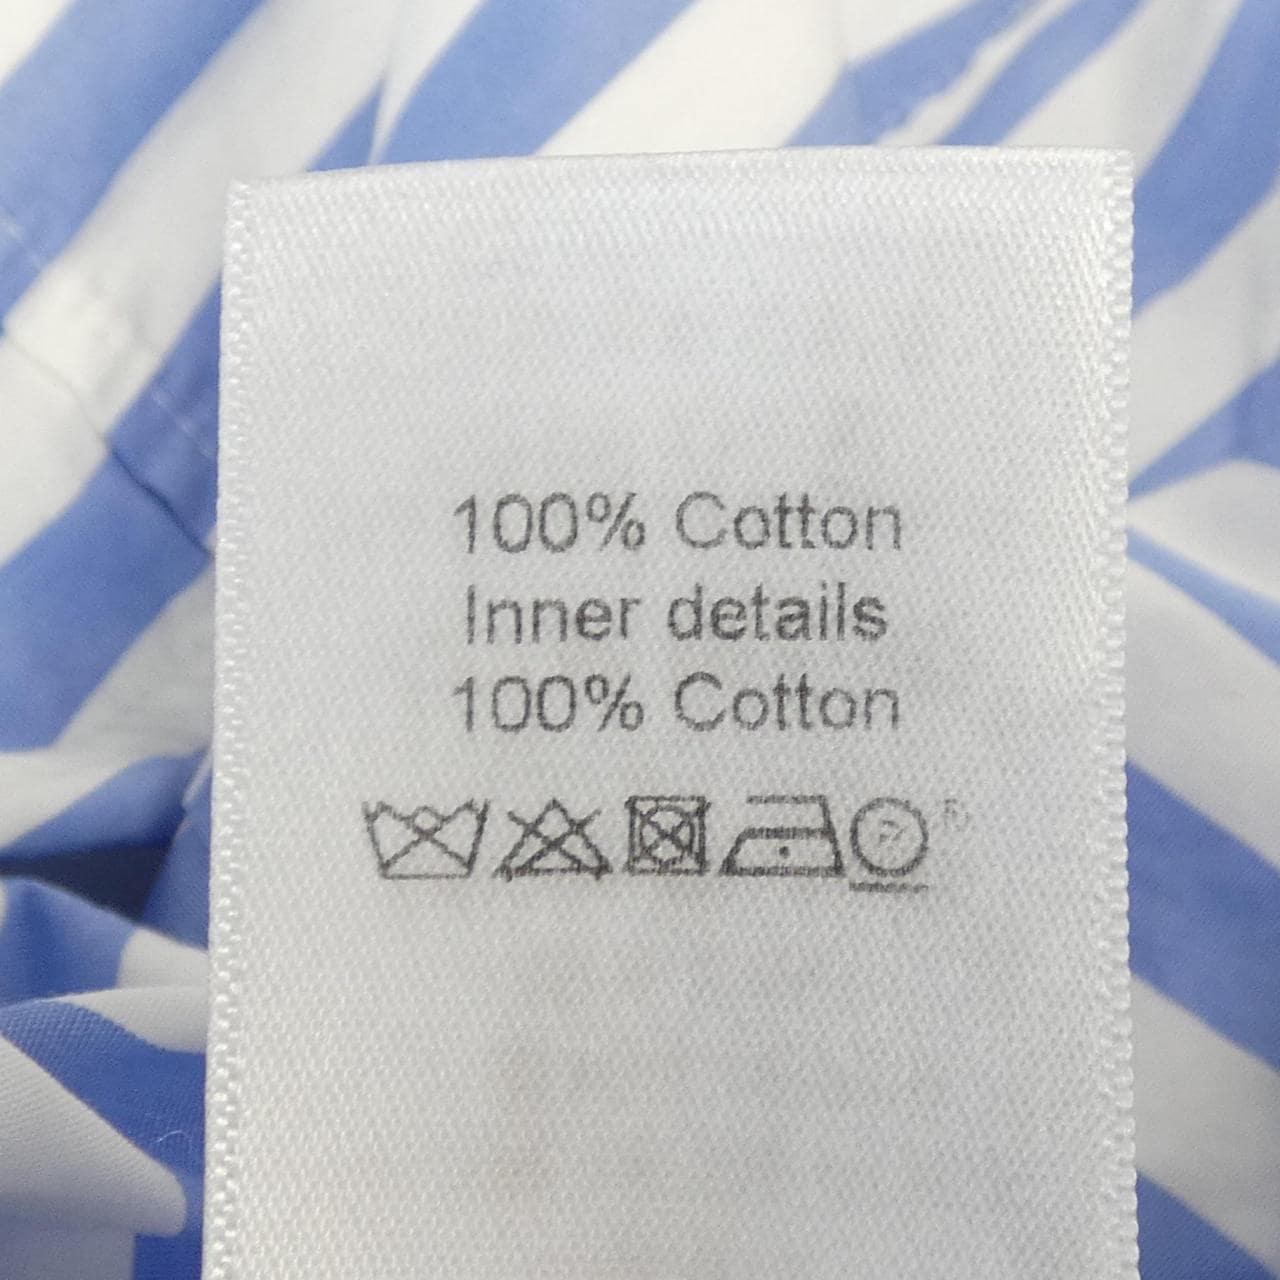 100% Cotton
Inner details
100% Cotton
P ®